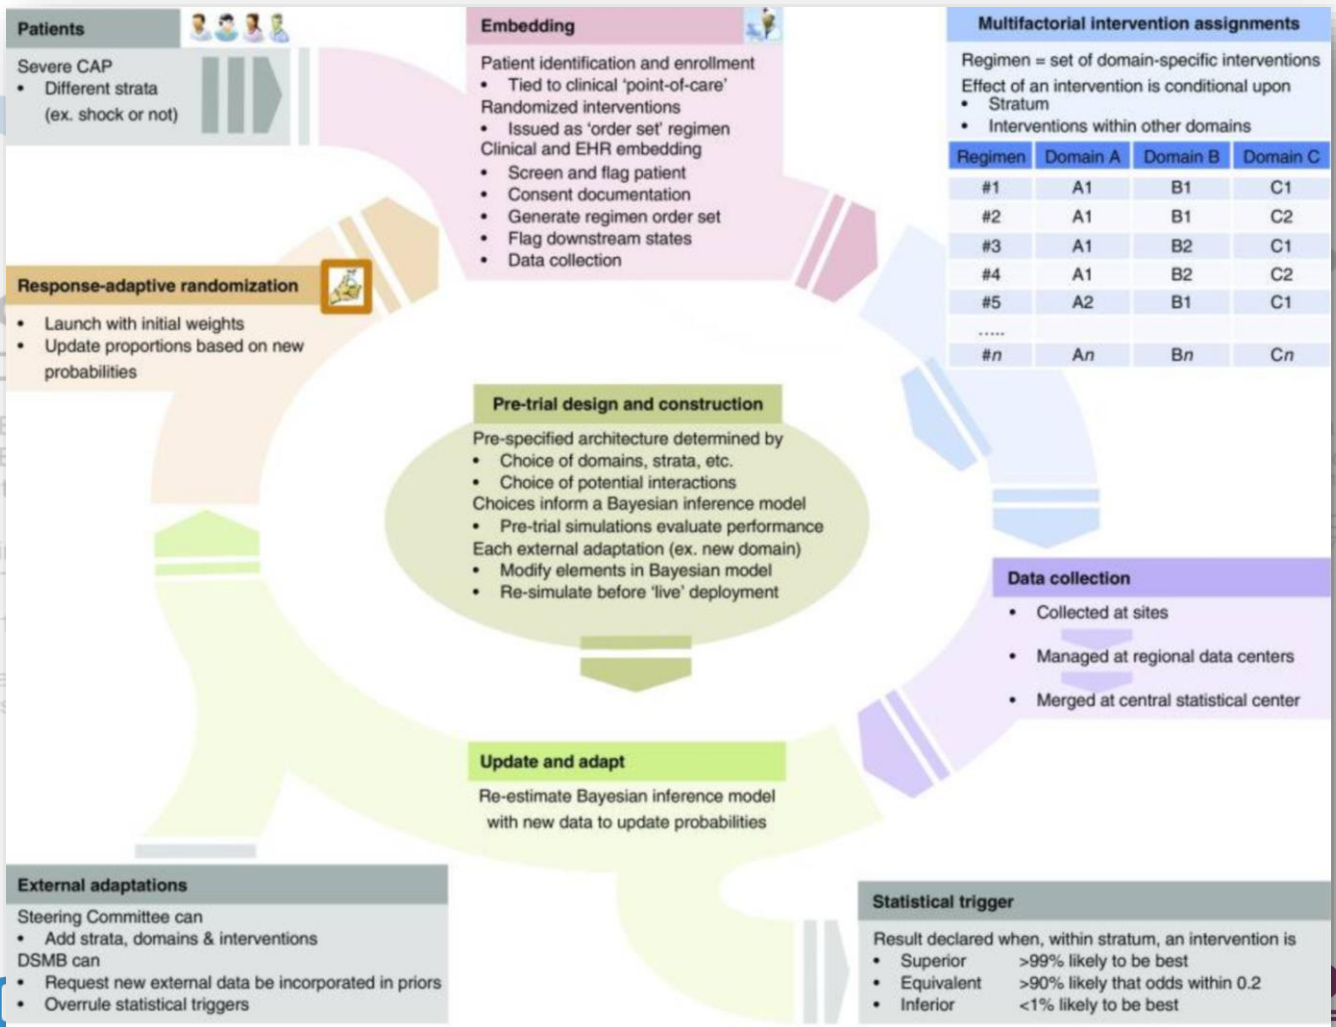 Patients
Severe CAP
• Different strata
(ex. shock or not)
Embedding
Patient identification and enrollment
• Tied to clinical ‘point-of-care’
Randomized interventions
• Issued as ‘order set’ regimen
Clinical and EHR embedding
• Screen and flag patient
• Consent documentation
• Generate regimen order set
• Flag downstream states
• Data collection
Multifactorial intervention assignments
Regimen = set of domain-specific interventions
Effect of an intervention is conditional upon
• Stratum
• Interventions within other domains
Regimen Domain A Domain B Domain C
#1 A1 B1 C1
#2 A1 B1 C2
#3 A1 B2 C1
#4 A1 B2 C2
#5 A2 B1 C1
.....
#n An Bn Cn
Response-adaptive randomization
• Launch with initial weights
• Update proportions based on new
probabilities
Pre-trial design and construction
Pre-specified architecture determined by
• Choice of domains, strata, etc.
• Choice of potential interactions
Choices inform a Bayesian inference model
• Pre-trial simulations evaluate performance
Each external adaptation (ex. new domain)
• Modify elements in Bayesian model
• Re-simulate before ‘live’ deployment
Data collection
• Collected at sites
• Managed at regional data centers
• Merged at central statistical center
Update and adapt
Re-estimate Bayesian inference model
with new data to update probabilities
External adaptations
Steering Committee can
• Add strata, domains & interventions
DSMB can
• Request new external data be incorporated in priors
• Overrule statistical triggers
Statistical trigger
Result declared when, within stratum, an intervention is
• Superior >99% likely to be best
• Equivalent >90% likely that odds within 0.2
• Inferior <1% likely to be best